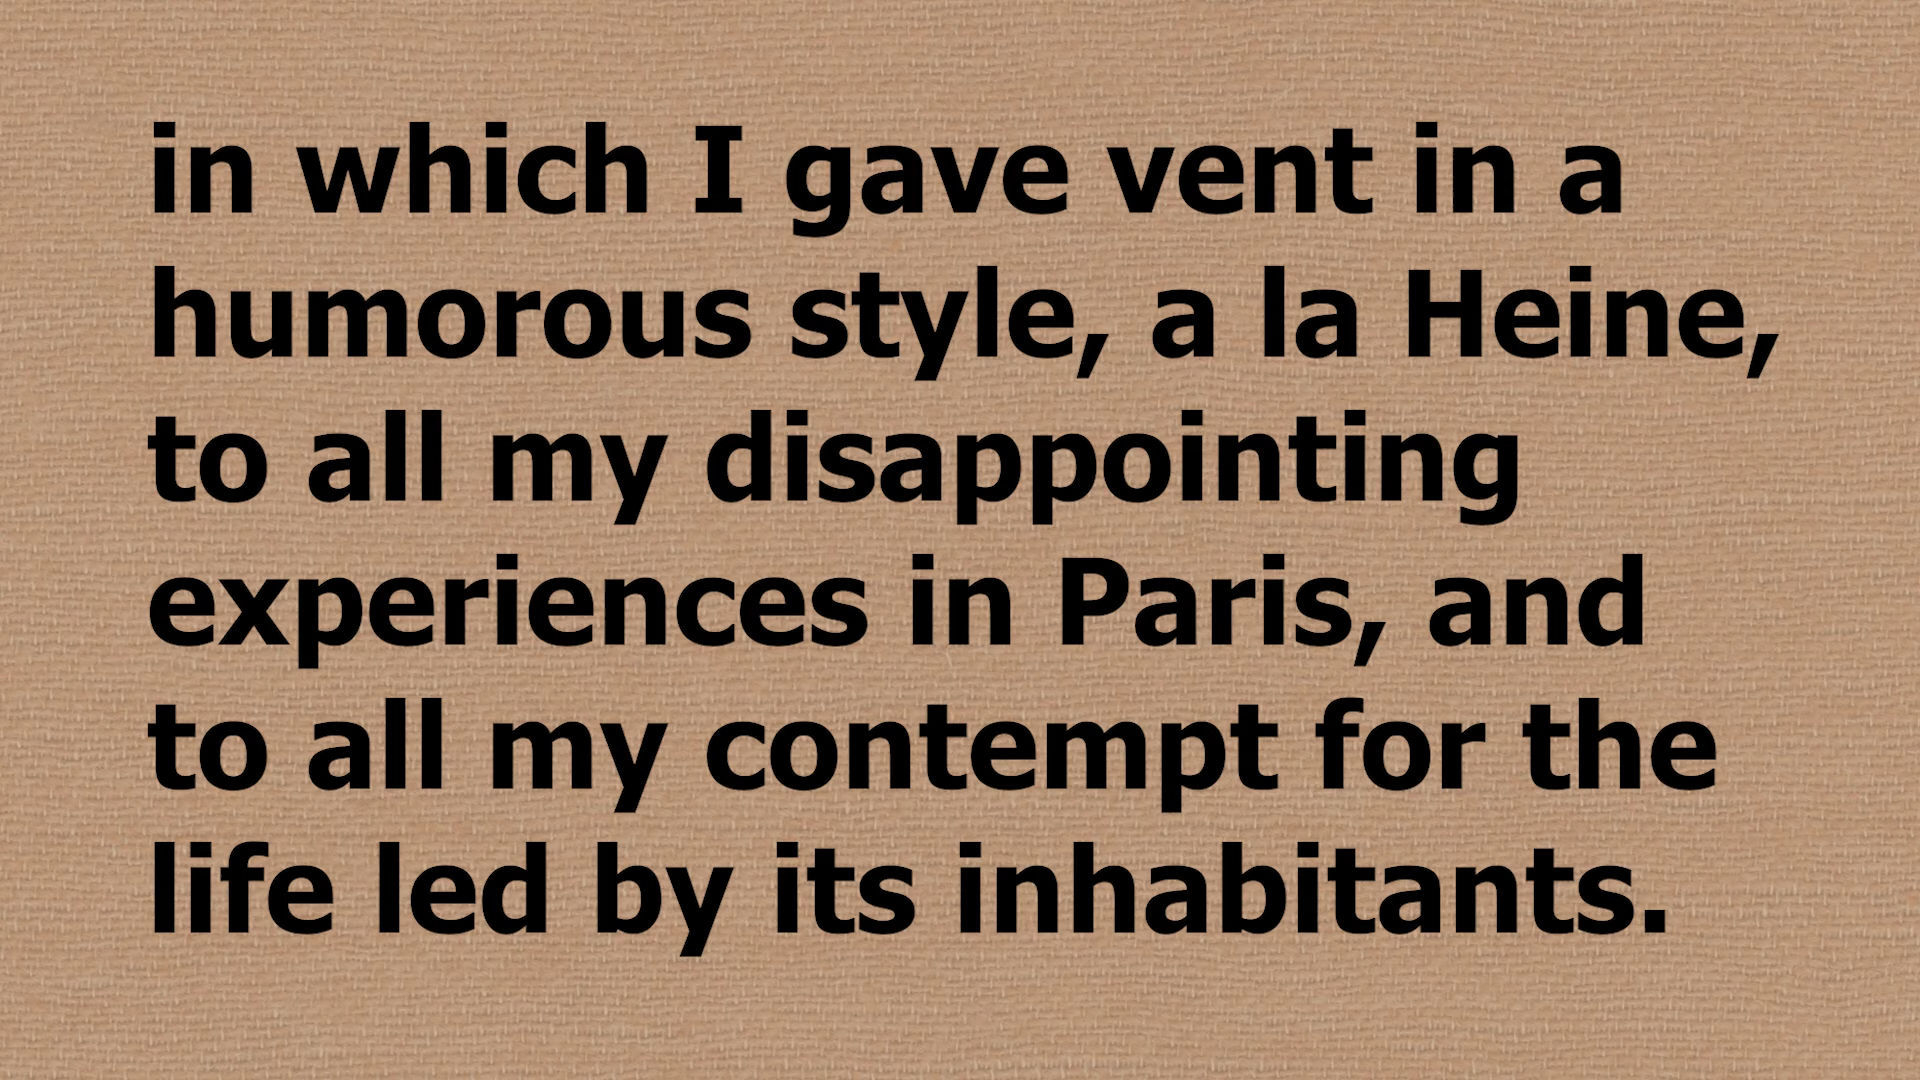 in which I gave vent in a
humorous style, a la Heine,
to all my disappointing
experiences in Paris, and
to all my contempt for the
life led by its inhabitants.